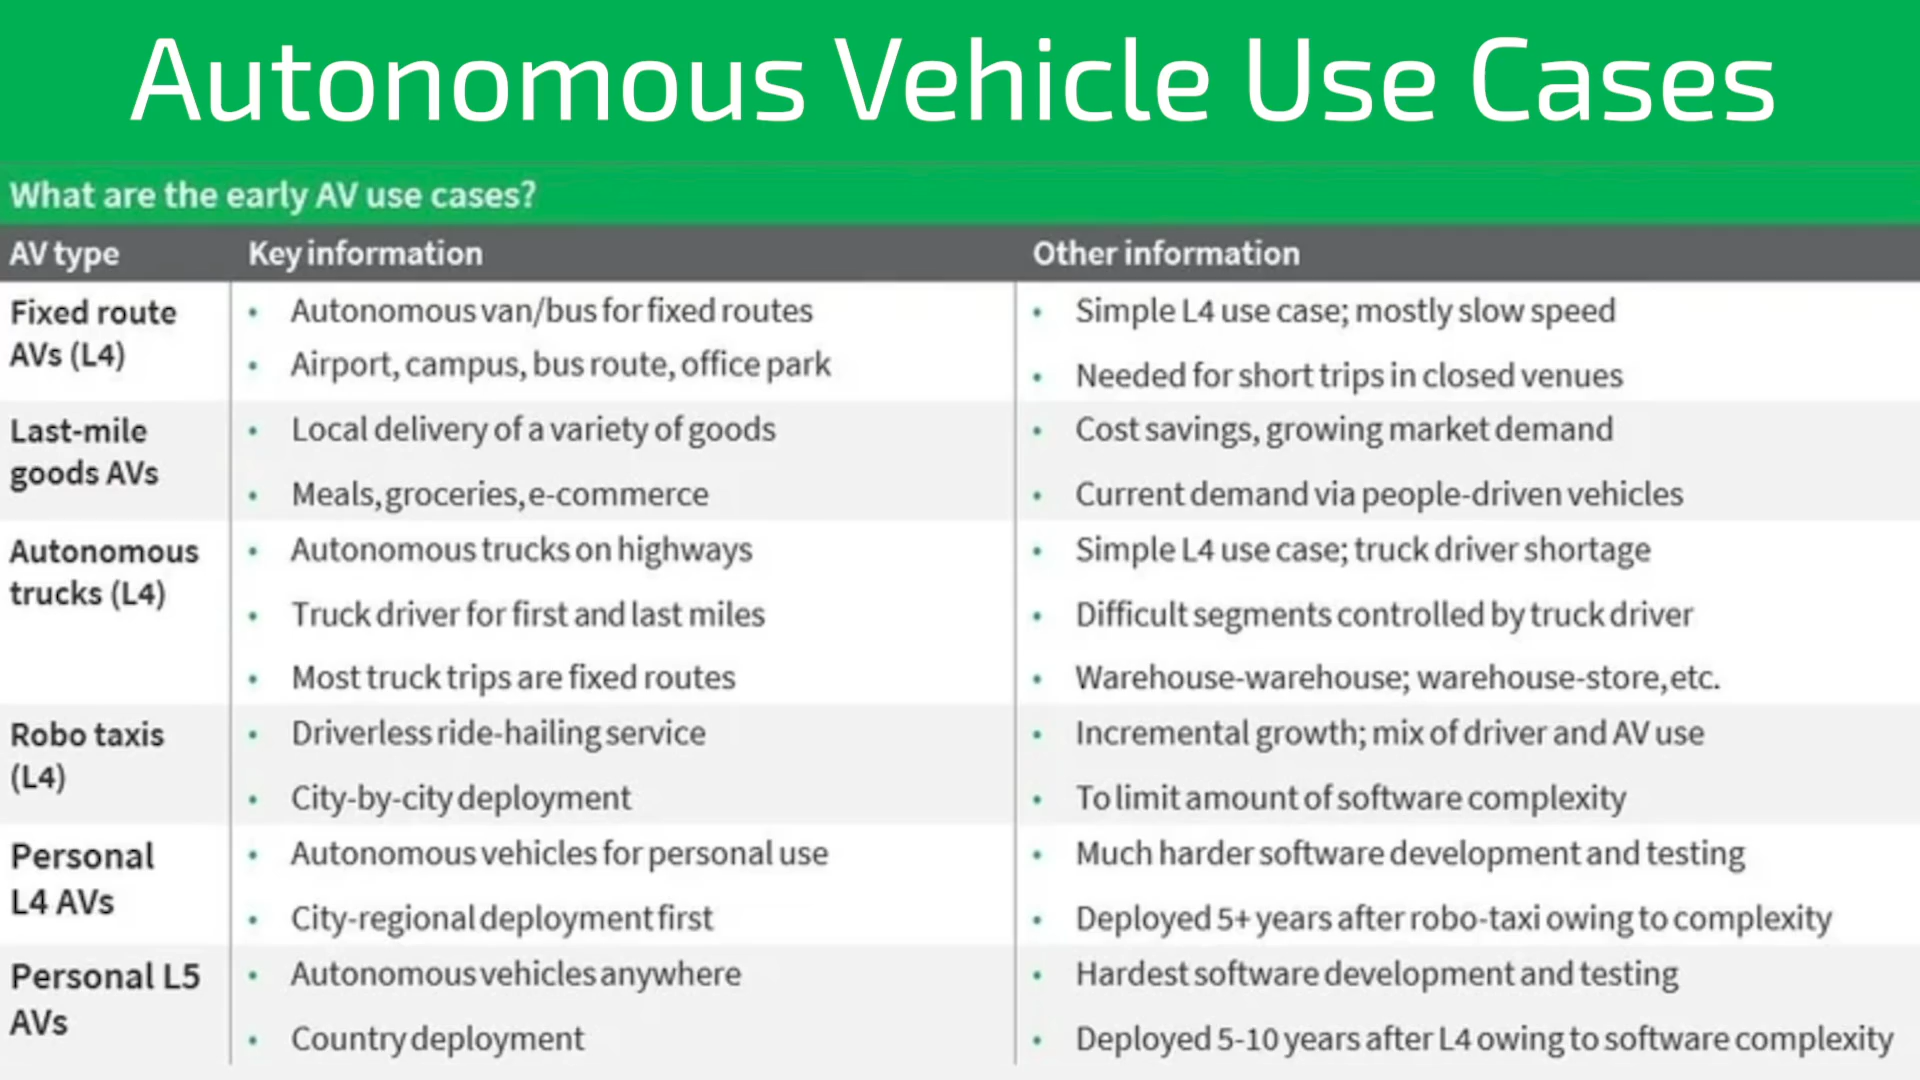 Autonomous Vehicle Use Cases
What are the early AV use cases?
AV type
Key information
Other information
Fixed route
AVs (L4)
• Autonomous van/bus for fixed routes
• Airport, campus, bus route, office park
• Simple L4 use case; mostly slow speed
• Needed for short trips in closed venues
Last-mile
goods AVs
• Local delivery of a variety of goods
• Meals, groceries, e-commerce
• Cost savings, growing market demand
• Current demand via people-driven vehicles
Autonomous
trucks (L4)
• Autonomous trucks on highways
• Truck driver for first and last miles
• Most truck trips are fixed routes
• Simple L4 use case; truck driver shortage
• Difficult segments controlled by truck driver
• Warehouse-warehouse; warehouse-store, etc.
Robo taxis
(L4)
• Driverless ride-hailing service
• City-by-city deployment
• Incremental growth; mix of driver and AV use
• To limit amount of software complexity
Personal
L4 AVs
• Autonomous vehicles for personal use
• City-regional deployment first
• Much harder software development and testing
• Deployed 5+ years after robo-taxi owing to complexity
Personal L5
AVs
• Autonomous vehicles anywhere
• Country deployment
• Hardest software development and testing
• Deployed 5-10 years after L4 owing to software complexity